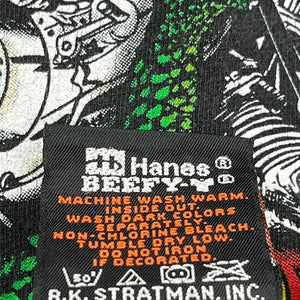 Hanes®
BEEFY-T®
MACHINE WASH WARM.
INSIDE OUT.
WASH DARK COLORS
SEPARATELY.
NON-CHLORINE BLEACH.
TUMBLE DRY LOW.
DO NOT IRON
IF DECORATED.
50°
R.K. STRATMAN, INC.